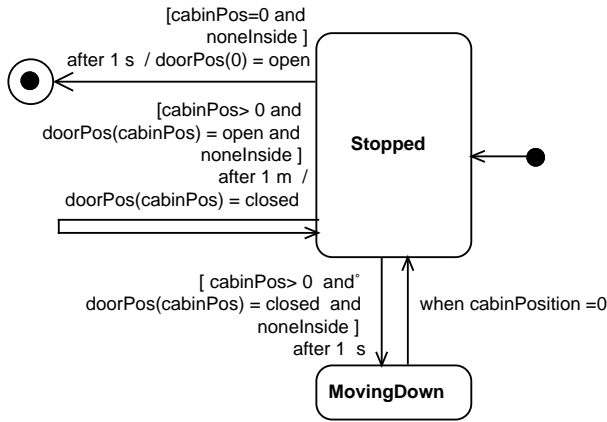 [cabinPos=0 and
noneInside ]
after 1 s / doorPos(0) = open
[cabinPos> 0 and
doorPos(cabinPos) = open and
noneInside ]
after 1 m /
doorPos(cabinPos) = closed
Stopped
[ cabinPos> 0 and°
doorPos(cabinPos) = closed and
noneInside ]
after 1 s
when cabinPosition =0
MovingDown